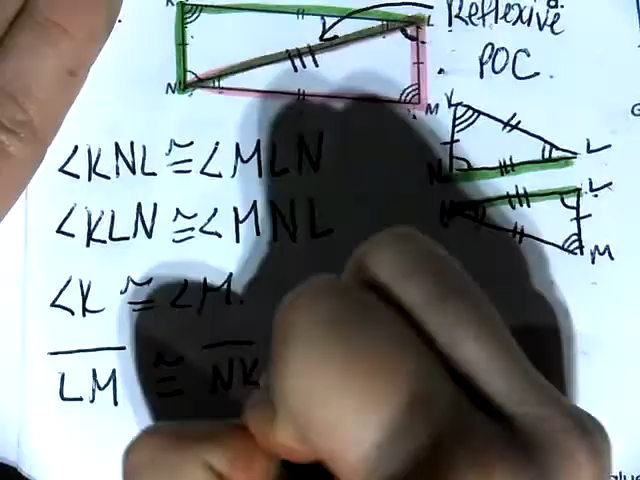 K L Reflexive
POC.
N M
K L
N
L
M
∠KNL ≅ ∠MLN
∠KLN ≅ ∠MNL
∠K ≅ ∠M.
LM ≅ NK